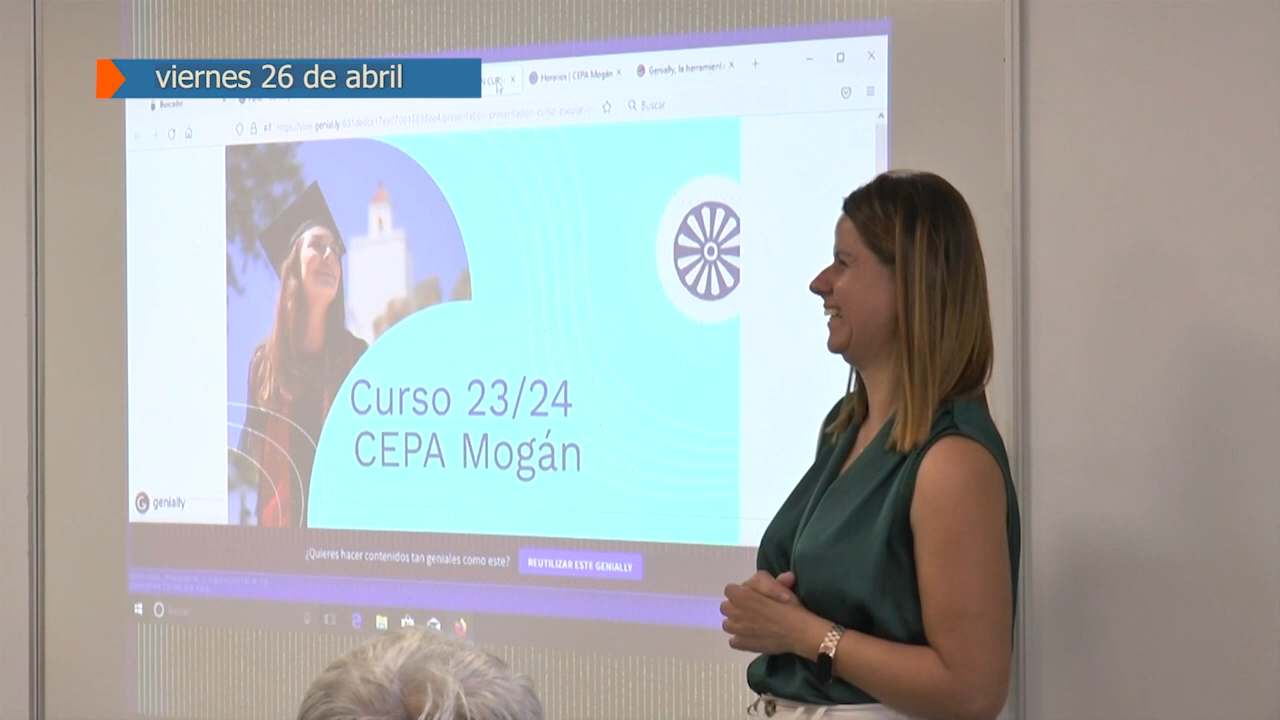 viernes 26 de abril
Horarios | CEPA Mogán
Genially, la herramient
Buscador
Buscar
Curso 23/24
CEPA Mogán
genially
¿Quieres hacer contenidos tan geniales como este?
REUTILIZAR ESTE GENIALLY